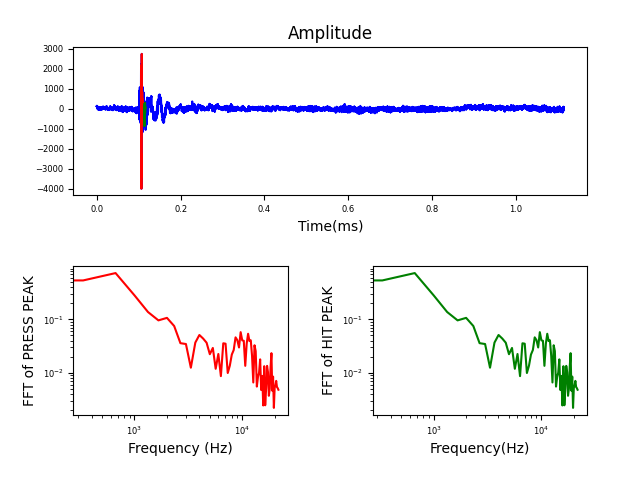 Amplitude
3000
2000
1000
0
−1000
−2000
−3000
−4000
0.0 0.2 0.4 0.6 0.8 1.0
Time(ms)
FFT of PRESS PEAK
10⁻¹
10⁻²
10³ 10⁴
Frequency (Hz)
FFT of HIT PEAK
10⁻¹
10⁻²
10³ 10⁴
Frequency(Hz)